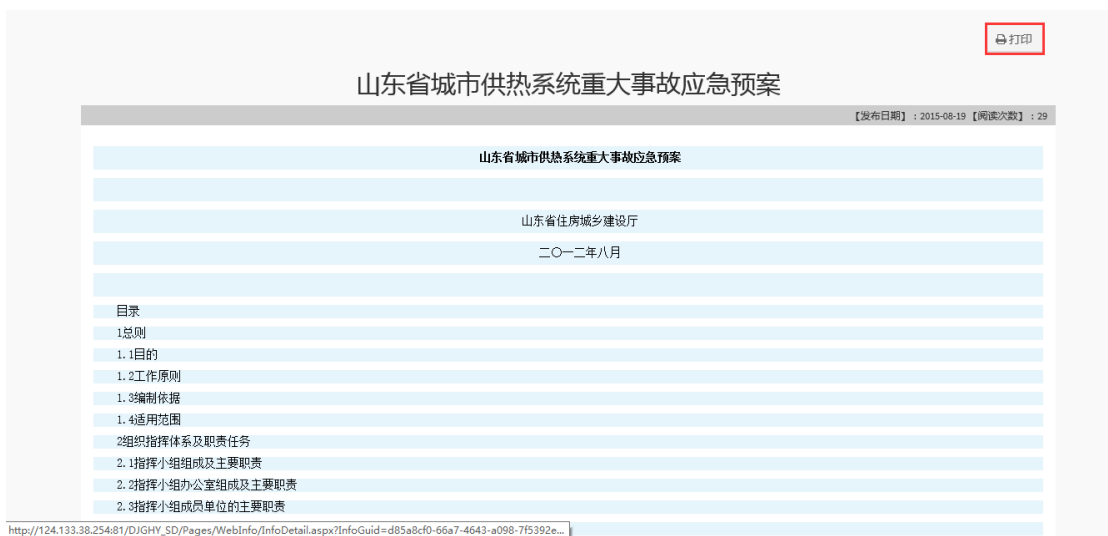 打印
山东省城市供热系统重大事故应急预案
【发布日期】：2015-08-19【阅读次数】：29
山东省城市供热系统重大事故应急预案
山东省住房城乡建设厅
二〇一二年八月
目录
1总则
1.1目的
1.2工作原则
1.3编制依据
1.4适用范围
2组织指挥体系及职责任务
2.1指挥小组组成及主要职责
2.2指挥小组办公室组成及主要职责
2.3指挥小组成员单位的主要职责
http://124.133.38.254:81/DJGHY_SD/Pages/WebInfo/InfoDetail.aspx?InfoGuid=d85a8cf0-66a7-4643-a098-7f5392e...